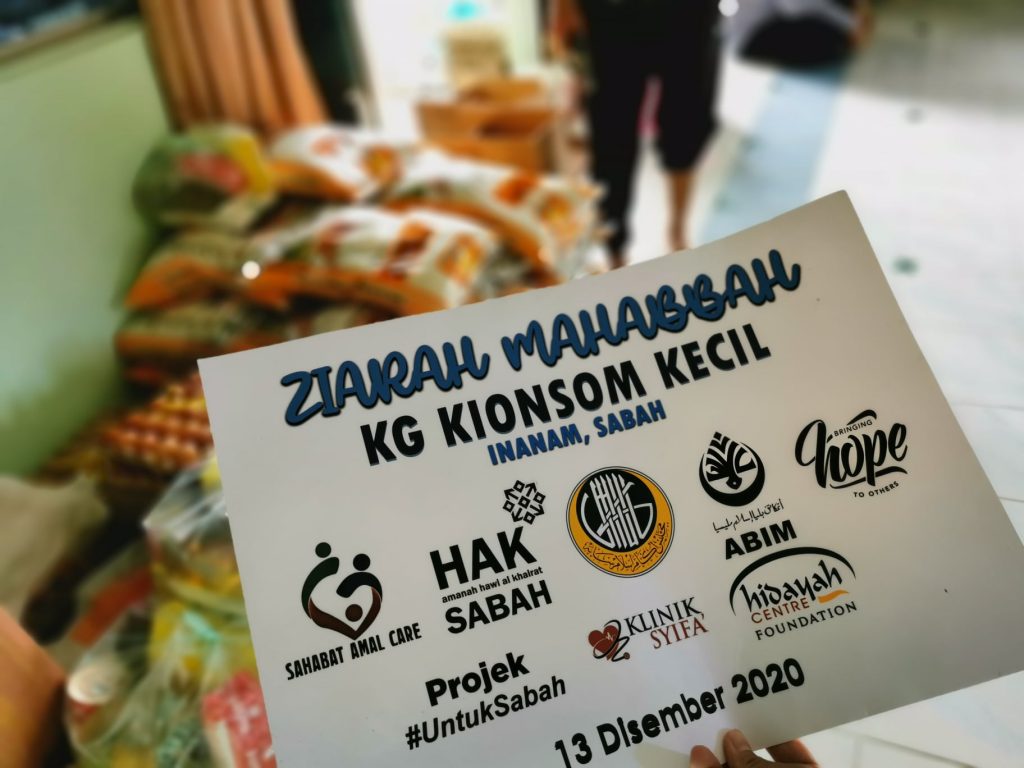 ZIARAH MAHABBAH
KG KIONSOM KECIL
INANAM, SABAH
SAHABAT AMAL CARE
HAK
amanah hawl al khairat
SABAH
ABIM
BRINGING
hope
TO OTHERS
Projek
#UntukSabah
KLINIK
SYIFA
hidayah
CENTRE
FOUNDATION
13 Disember 2020